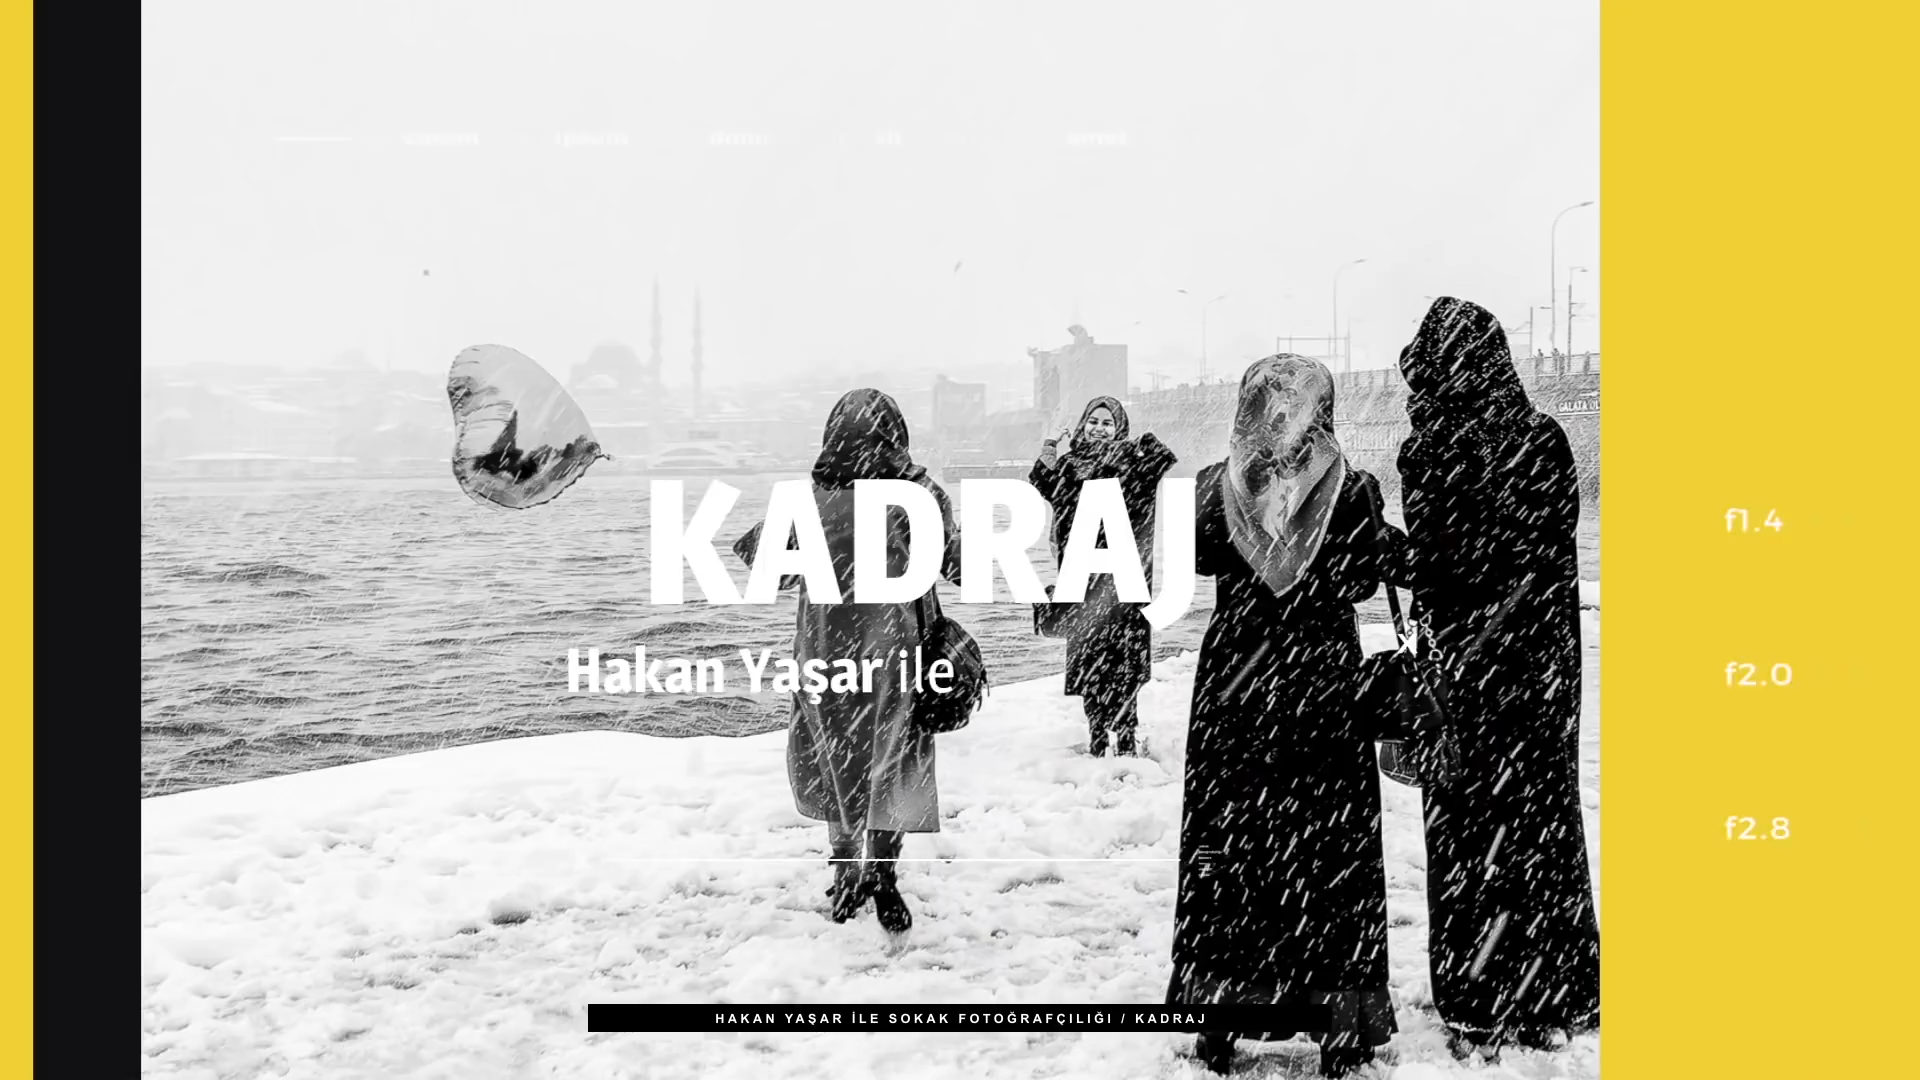 KADRAJ
Hakan Yaşar ile
f1.4
f2.0
f2.8
HAKAN YAŞAR İLE SOKAK FOTOĞRAFÇILIĞI / KADRAJ